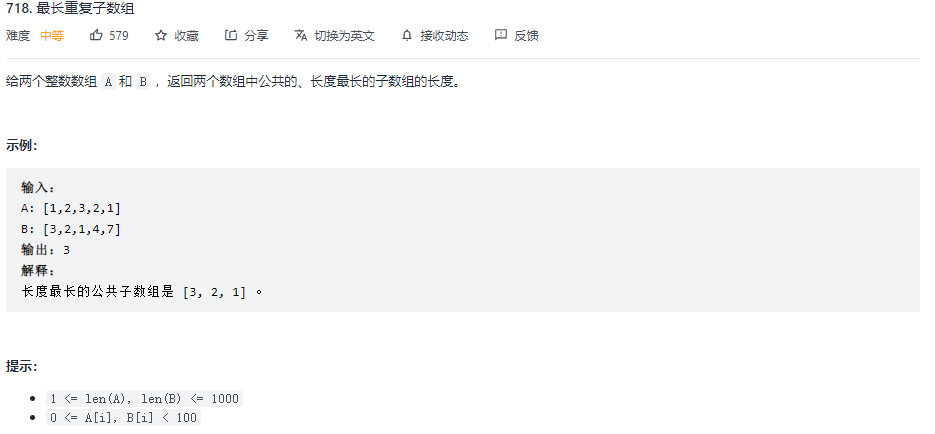 718. 最长重复子数组
难度 中等 579 收藏 分享 切换为英文 接收动态 反馈
给两个整数数组 A 和 B ，返回两个数组中公共的、长度最长的子数组的长度。
示例：
输入：
A: [1,2,3,2,1]
B: [3,2,1,4,7]
输出：3
解释：
长度最长的公共子数组是 [3, 2, 1] 。
提示：
1 <= len(A), len(B) <= 1000
0 <= A[i], B[i] < 100